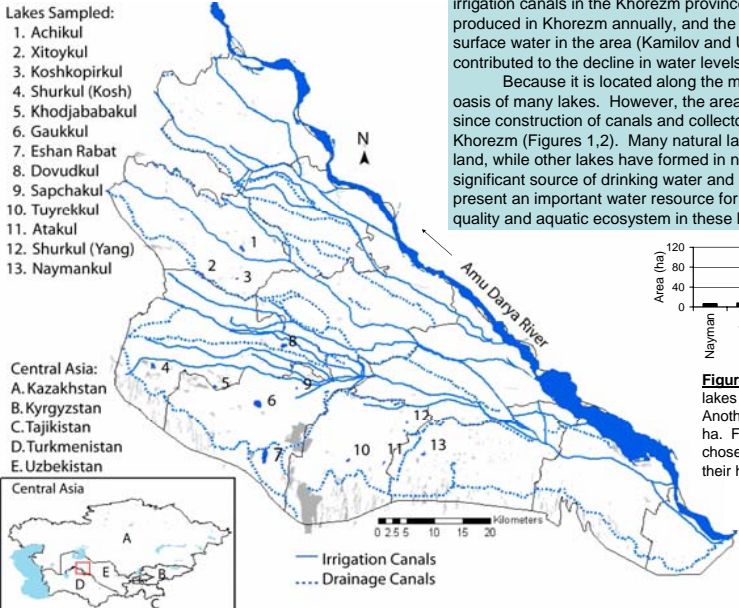 Lakes Sampled:
1. Achikul
2. Xitoykul
3. Koshkopirkul
4. Shurkul (Kosh)
5. Khodjababakul
6. Gaukkul
7. Eshan Rabat
8. Dovudkul
9. Sapchakul
10. Tuyrekkul
11. Atakul
12. Shurkul (Yang)
13. Naymankul
irrigation canals in the Khorezm province
produced in Khorezm annually, and the
surface water in the area (Kamilov and U
contributed to the decline in water levels
Because it is located along the m
oasis of many lakes. However, the area
since construction of canals and collecto
Khorezm (Figures 1,2). Many natural la
land, while other lakes have formed in n
significant source of drinking water and
present an important water resource for
quality and aquatic ecosystem in these l
N
Amu Darya River
1
2
3
8
4
5
9
6
12
7
10
11
13
Area (ha)
120
80
40
0
Nayman
Figur
lakes
Anoth
ha. F
chose
their h
Central Asia:
A. Kazakhstan
B. Kyrgyzstan
C. Tajikistan
D. Turkmenistan
E. Uzbekistan
Central Asia
A
E
B
D
C
0 2.5 5 10 15 20 Kilometers
Irrigation Canals
Drainage Canals